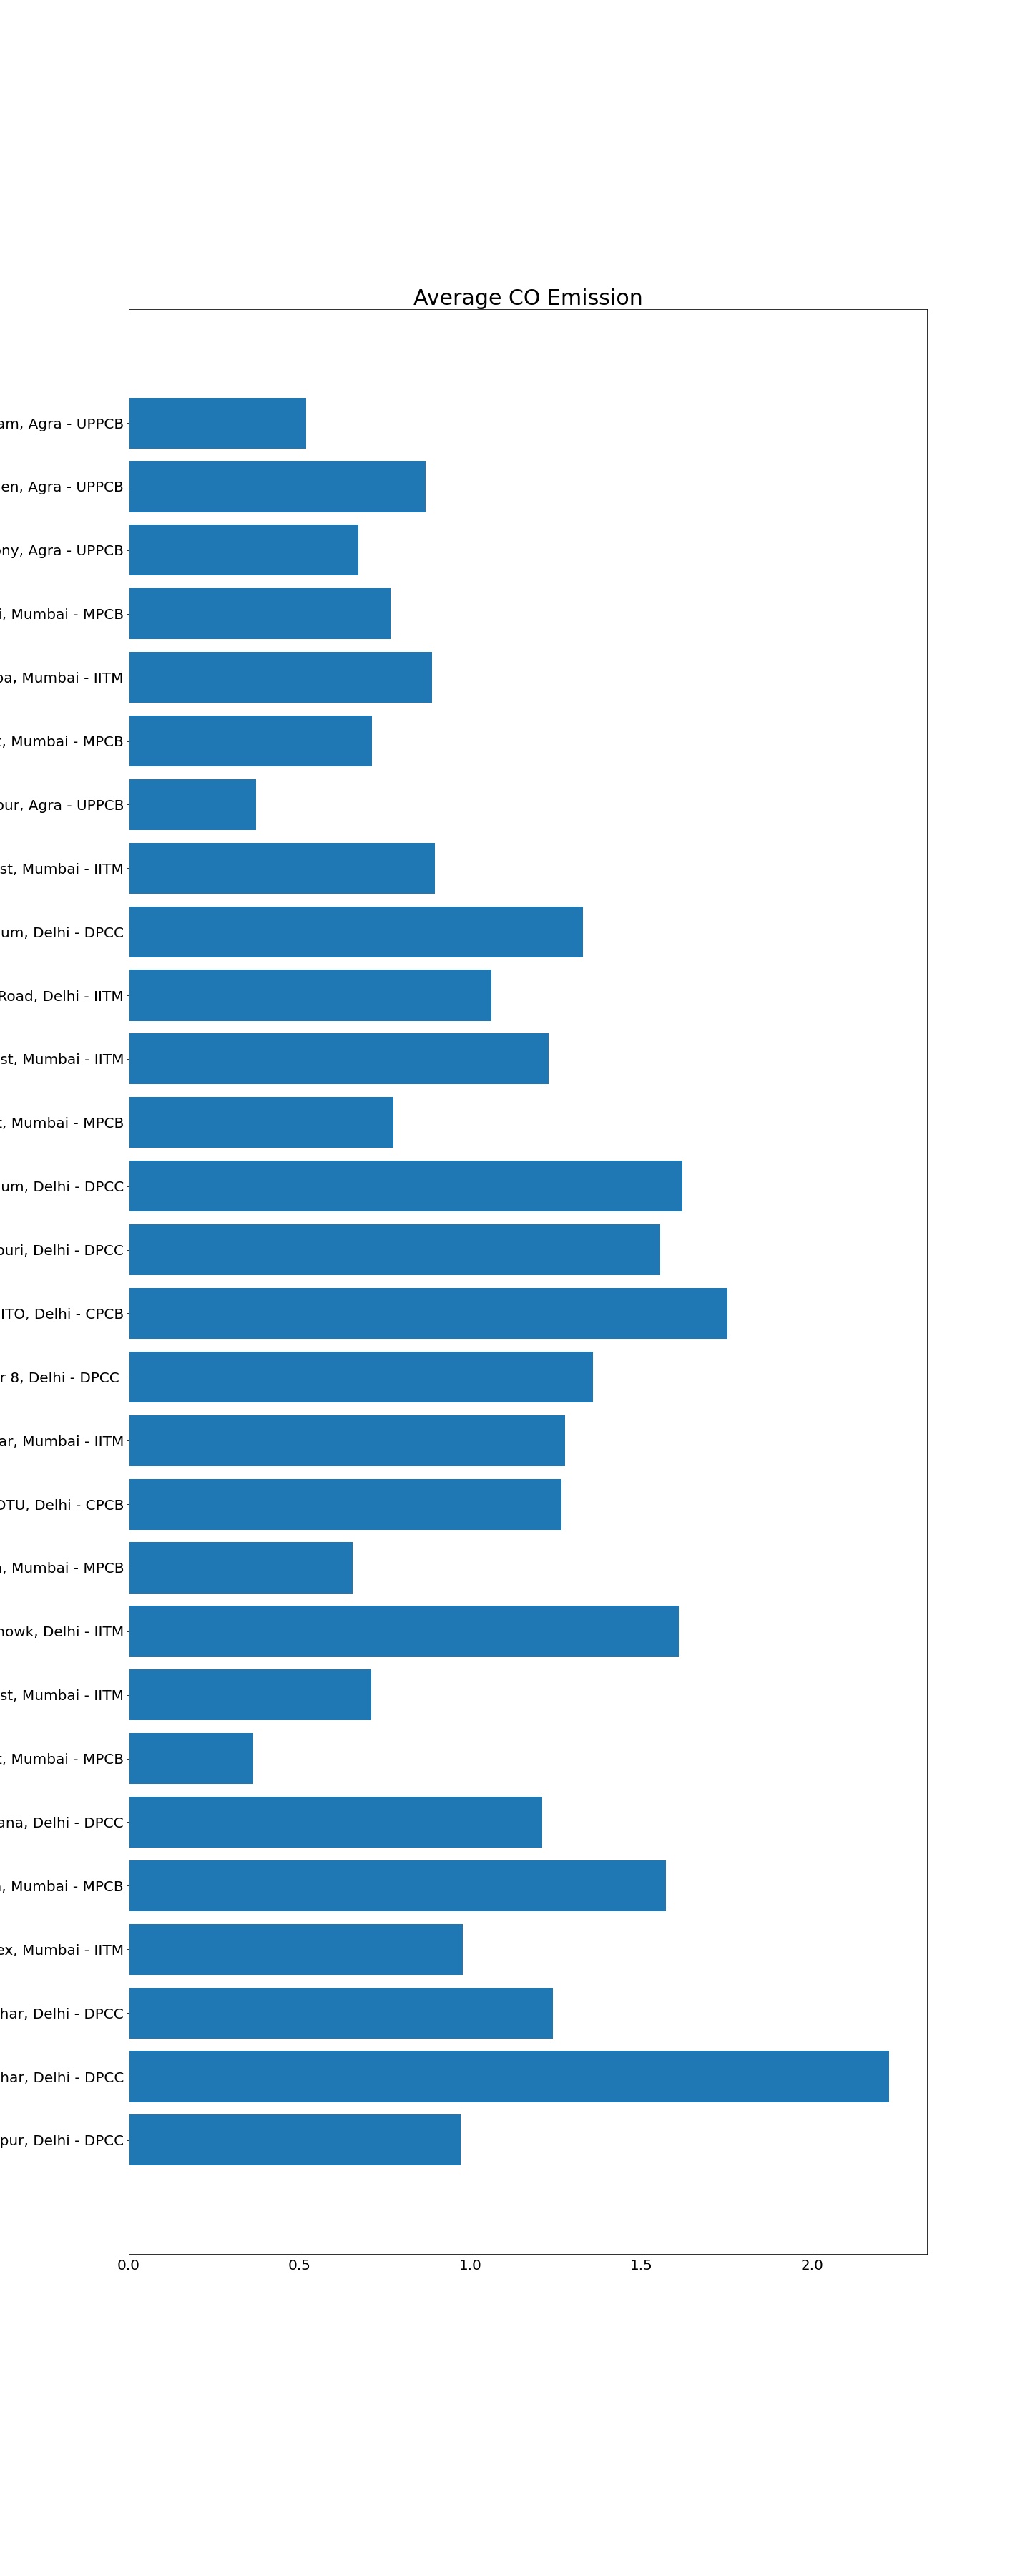 Average CO Emission
am, Agra - UPPCB
en, Agra - UPPCB
ony, Agra - UPPCB
i, Mumbai - MPCB
ba, Mumbai - IITM
t, Mumbai - MPCB
pur, Agra - UPPCB
st, Mumbai - IITM
um, Delhi - DPCC
Road, Delhi - IITM
st, Mumbai - IITM
t, Mumbai - MPCB
um, Delhi - DPCC
puri, Delhi - DPCC
ITO, Delhi - CPCB
r 8, Delhi - DPCC
ar, Mumbai - IITM
DTU, Delhi - CPCB
Mumbai - MPCB
howk, Delhi - IITM
st, Mumbai - IITM
t, Mumbai - MPCB
ana, Delhi - DPCC
Mumbai - MPCB
ex, Mumbai - IITM
har, Delhi - DPCC
har, Delhi - DPCC
pur, Delhi - DPCC
0.0 0.5 1.0 1.5 2.0